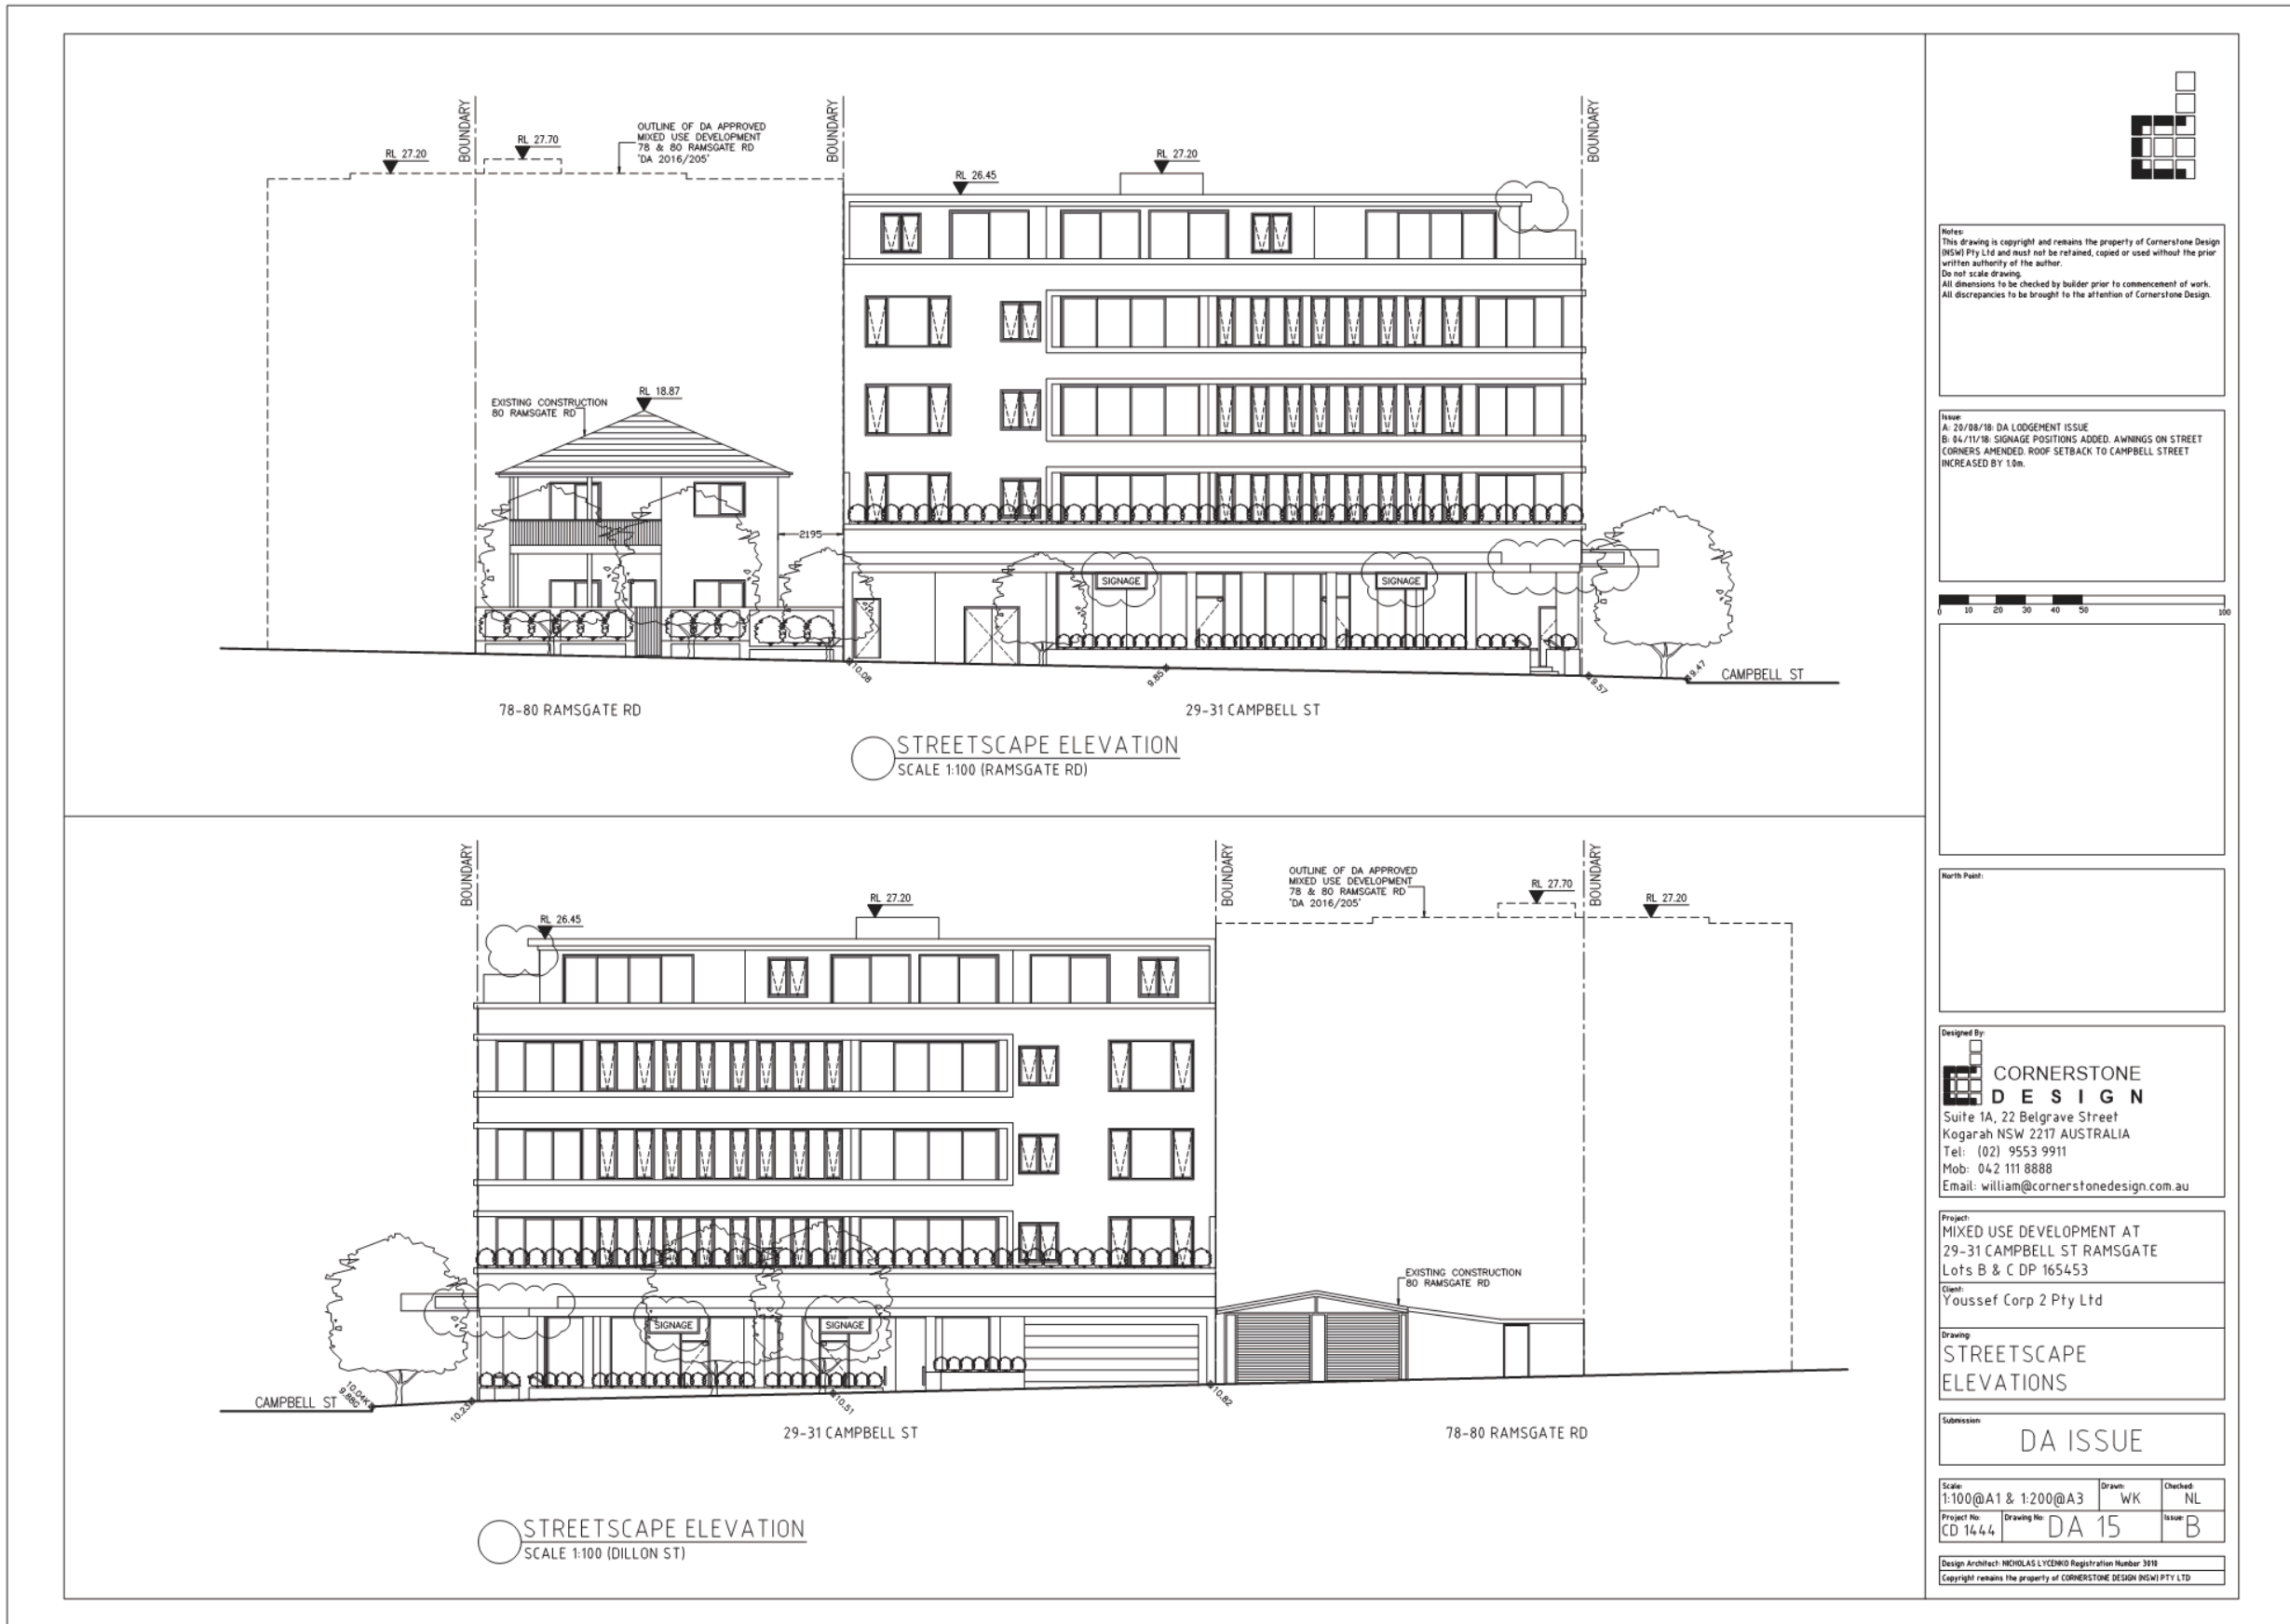 BOUNDARY
BOUNDARY
BOUNDARY
RL 27.20
RL 27.70
OUTLINE OF DA APPROVED
MIXED USE DEVELOPMENT
78 & 80 RAMSGATE RD
'DA 2016/205'
RL 26.45
RL 27.20
EXISTING CONSTRUCTION
80 RAMSGATE RD
RL 18.87
2195
SIGNAGE
SIGNAGE
10.08
9.85
9.57
9.47
CAMPBELL ST
78-80 RAMSGATE RD
29-31 CAMPBELL ST
STREETSCAPE ELEVATION
SCALE 1:100 (RAMSGATE RD)
BOUNDARY
BOUNDARY
BOUNDARY
RL 26.45
RL 27.20
OUTLINE OF DA APPROVED
MIXED USE DEVELOPMENT
78 & 80 RAMSGATE RD
'DA 2016/205'
RL 27.70
RL 27.20
EXISTING CONSTRUCTION
80 RAMSGATE RD
SIGNAGE
SIGNAGE
CAMPBELL ST
10.04K
9.88G
10.23
10.51
10.82
29-31 CAMPBELL ST
78-80 RAMSGATE RD
STREETSCAPE ELEVATION
SCALE 1:100 (DILLON ST)
Notes:
This drawing is copyright and remains the property of Cornerstone Design
(NSW) Pty Ltd and must not be retained, copied or used without the prior
written authority of the author.
Do not scale drawing.
All dimensions to be checked by builder prior to commencement of work.
All discrepancies to be brought to the attention of Cornerstone Design.
Issue:
A: 20/08/18: DA LODGEMENT ISSUE
B: 04/11/18: SIGNAGE POSITIONS ADDED. AWNINGS ON STREET
CORNERS AMENDED. ROOF SETBACK TO CAMPBELL STREET
INCREASED BY 1.0m.
0 10 20 30 40 50 100
North Point:
Designed By:
CORNERSTONE
DESIGN
Suite 1A, 22 Belgrave Street
Kogarah NSW 2217 AUSTRALIA
Tel: (02) 9553 9911
Mob: 042 111 8888
Email: william@cornerstonedesign.com.au
Project:
MIXED USE DEVELOPMENT AT
29-31 CAMPBELL ST RAMSGATE
Lots B & C DP 165453
Client:
Youssef Corp 2 Pty Ltd
Drawing:
STREETSCAPE
ELEVATIONS
Submission:
DA ISSUE
Scale: Drawn: Checked:
1:100@A1 & 1:200@A3 WK NL
Project No: Drawing No: Issue:
CD 1444 DA 15 B
Design Architect: NICHOLAS LYCENKO Registration Number 3010
Copyright remains the property of CORNERSTONE DESIGN (NSW) PTY LTD